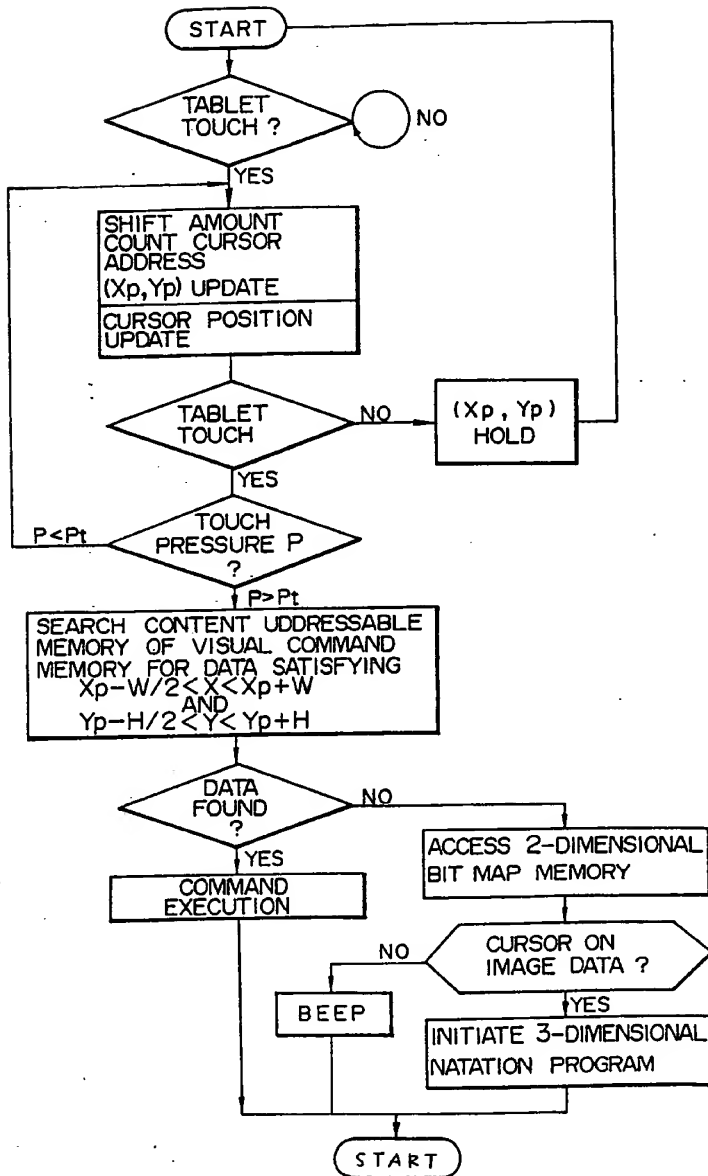 START
TABLET
TOUCH ?
NO
YES
SHIFT AMOUNT
COUNT CURSOR
ADDRESS
(Xp,Yp) UPDATE
CURSOR POSITION
UPDATE
TABLET
TOUCH
NO
(Xp , Yp)
HOLD
YES
TOUCH
PRESSURE P
?
P<Pt
P>Pt
SEARCH CONTENT UDDRESSABLE
MEMORY OF VISUAL COMMAND
MEMORY FOR DATA SATISFYING
Xp-W/2<X<Xp+W
AND
Yp-H/2<Y<Yp+H
DATA
FOUND
?
NO
YES
COMMAND
EXECUTION
ACCESS 2-DIMENSIONAL
BIT MAP MEMORY
CURSOR ON
IMAGE DATA ?
NO
YES
BEEP
INITIATE 3-DIMENSIONAL
NATATION PROGRAM
START